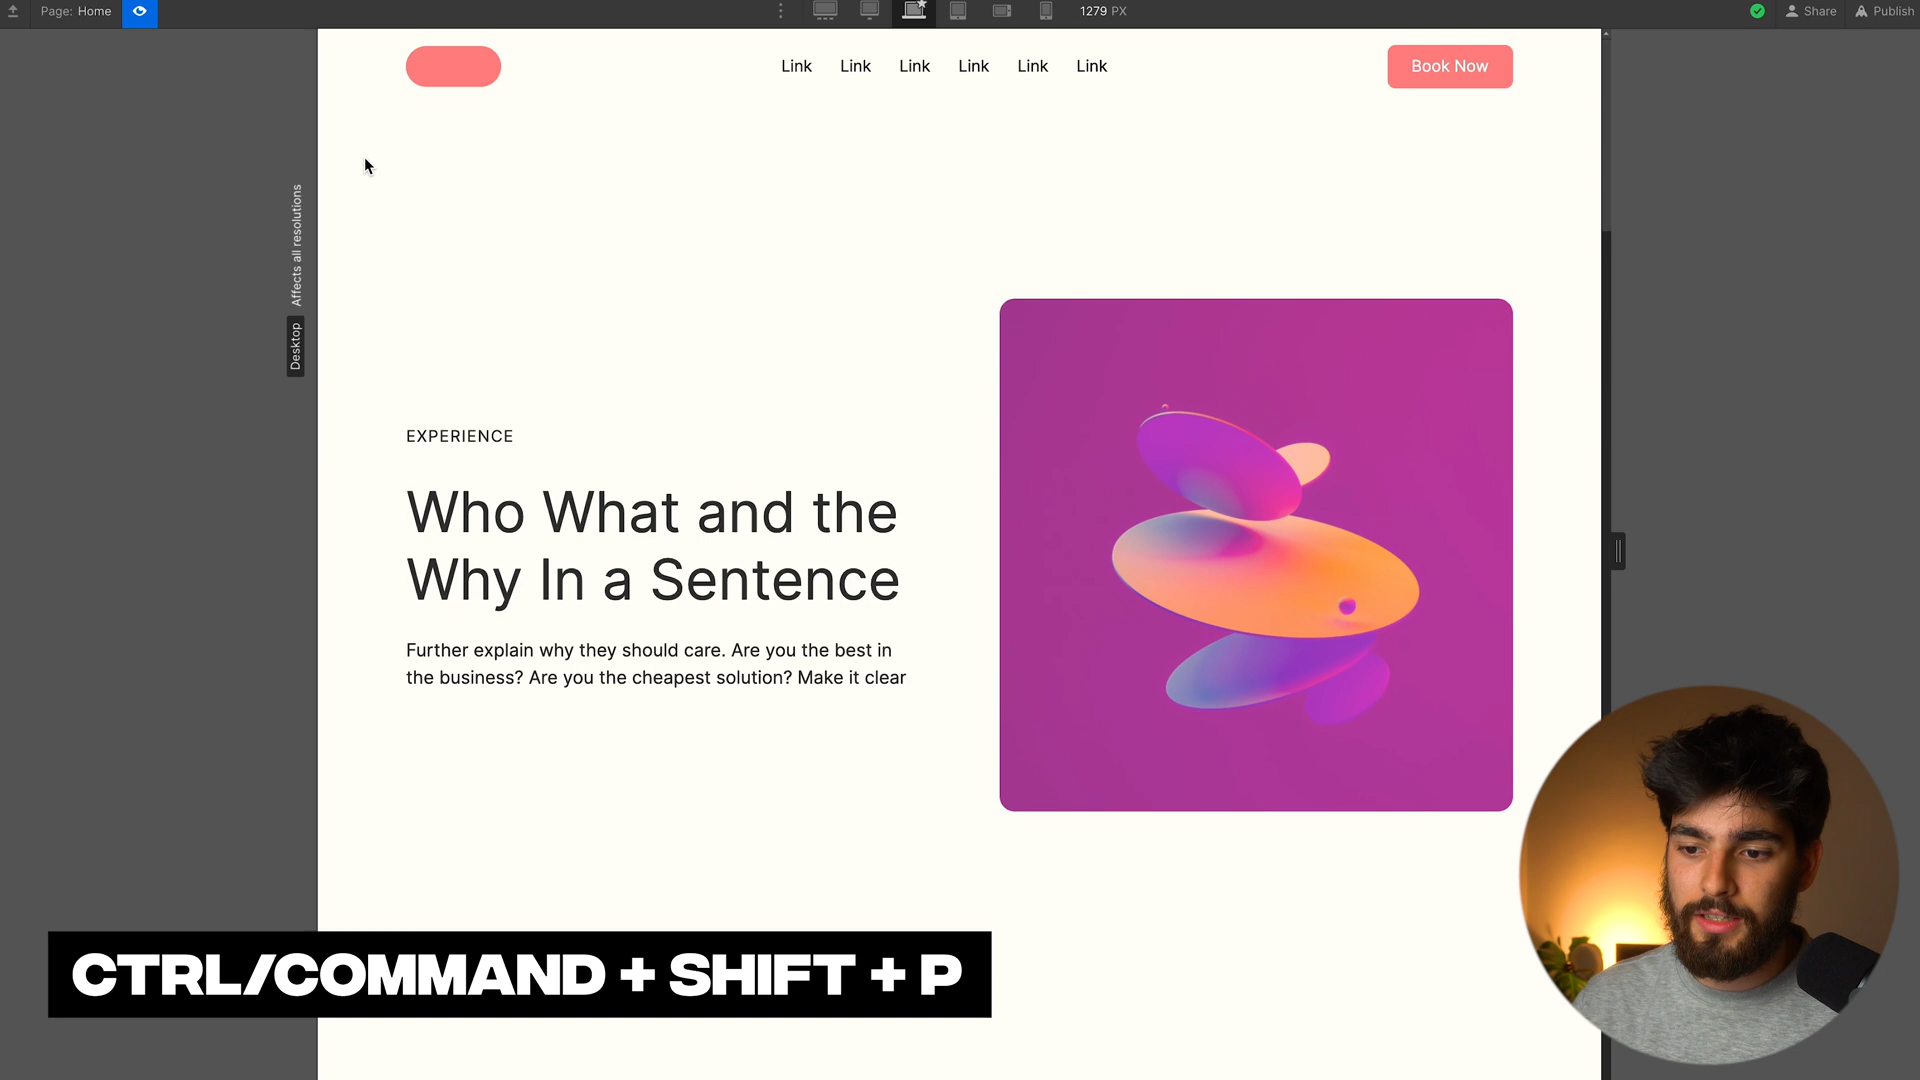 Page: Home
1279 PX
Share
Publish
Link Link Link Link Link Link
Book Now
Affects all resolutions
Desktop
EXPERIENCE
Who What and the
Why In a Sentence
Further explain why they should care. Are you the best in
the business? Are you the cheapest solution? Make it clear
CTRL/COMMAND + SHIFT + P